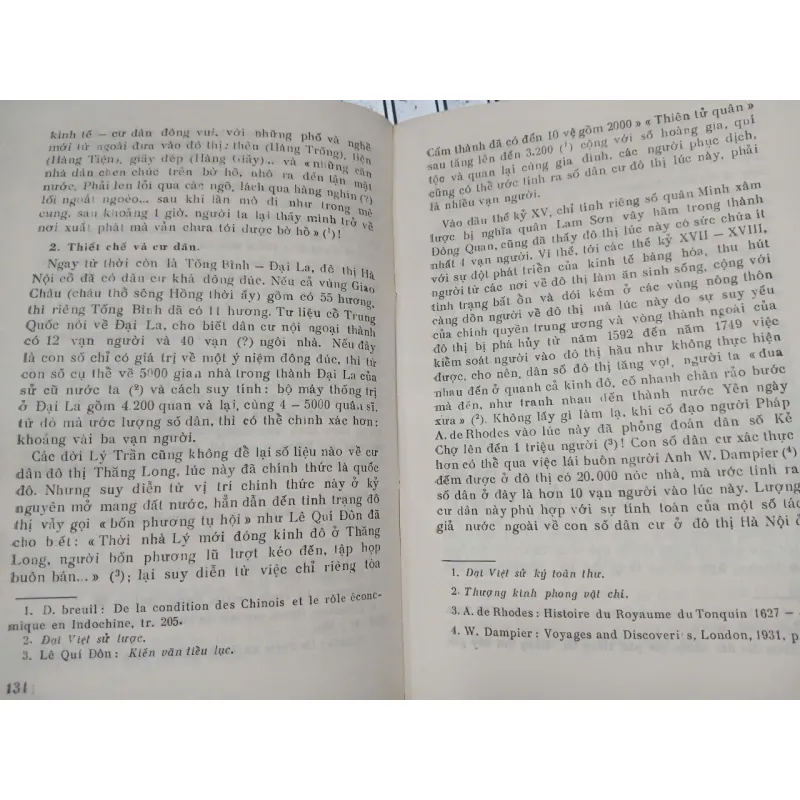 kinh tế – cư dân đông vui, với những phố và nghề
mới từ ngoài đưa vào đô thị: thêu (Hàng Trống), tiện
(Hàng Tiện), giày dép (Hàng Giày)... và «những căn
nhà dân chen chúc trên bờ hồ, nhô ra đến tận mặt
nước. Phải len lỏi qua các ngõ, lách qua hàng nghìn (?)
lối ngoắt ngoéo... sau khi lần mò đi như trong mê
cung, sau khoảng 1 giờ, người ta lại thấy mình trở về
nơi xuất phát mà vẫn chưa tới được bờ hồ» (¹)!
2. Thiết chế và cư dân.
Ngay từ thời còn là Tống Bình – Đại La, đô thị Hà
Nội cổ đã có dân cư khá đông đúc. Nếu cả vùng Giao
Châu (châu thổ sông Hồng thời ấy) gồm có 55 hương,
thì riêng Tống Bình đã có 11 hương. Tư liệu cổ Trung
Quốc nói về Đại La, cho biết dân cư nội ngoại thành
có 12 vạn người và 40 vạn (?) ngôi nhà. Nếu đây
là con số chỉ có giá trị về một ý niệm đông đúc, thì từ
con số cụ thể về 5000 gian nhà trong thành Đại La của
sử cũ nước ta (²) và cách suy tính: bộ máy thống trị
ở Đại La gồm 4.200 quan và lại, cùng 4 – 5000 quân sĩ,
từ đó mà ước lượng số dân, thì có thể chính xác hơn:
khoảng vài ba vạn người.
Các đời Lý Trần cũng không để lại số liệu nào về cư
dân đô thị Thăng Long, lúc này đã chính thức là quốc
đô. Nhưng suy diễn từ vị trí chính thức này ở kỷ
nguyên mở mang đất nước, hẳn dẫn đến tình trạng đô
thị vẫy gọi «bốn phương tụ hội» như Lê Quí Đôn đã
cho biết: «Thời nhà Lý mới đóng kinh đô ở Thăng
Long, người bốn phương lũ lượt kéo đến, tập họp
buôn bán...» (³); lại suy diễn từ việc chỉ riêng tòa
1. D. breuil: De la condition des Chinois et le rôle écono-
mique en Indochine, tr. 205.
2. Đại Việt sử lược.
3. Lê Quí Đôn: Kiến văn tiểu lục.
134
Cấm thành đã có đến 10 vệ gồm 2000 » «Thiên tử quân»
sau tăng lên đến 3.200 (¹) cộng với số hoàng gia, quí
tộc và quan lại cùng gia đình, các người phục dịch,
cũng có thể ước tính ra số dân cư đô thị lúc này, phải
là nhiều vạn người.
Vào đầu thế kỷ XV, chỉ tính riêng số quân Minh xâm
lược bị nghĩa quân Lam Sơn vây hãm trong thành
Đông Quan, cũng đã thấy đô thị lúc này có sức chứa ít
nhất 4 vạn người. Vì thế, tới các thế kỷ XVII – XVIII,
với sự đột phát triển của kinh tế hàng hóa, thu hút
người từ các nơi về đô thị làm ăn sinh sống, cộng với
tình trạng bất ổn và đói kém ở các vùng nông thôn
càng dồn người về đô thị mà lúc này do sự suy yếu
của chính quyền trung ương và vòng thành ngoài của
đô thị bị phá hủy từ năm 1592 đến năm 1749 việc
kiểm soát người vào đô thị hầu như không thực hiện
được, cho nên, dân số đô thị tăng vọt, người ta «đua
nhau đến ở quanh cả kinh đô, cố nhanh chân rảo bước
mà đến, như tranh nhau đến thành nước Yên ngày
xưa» (²). Không lấy gì làm lạ, khi cố đạo người Pháp
A.de Rhodes vào lúc này đã phỏng đoán dân số Kẻ
Chợ lên đến 1 triệu người (³)! Con số dân cư xác thực
hơn có thể qua việc lái buôn người Anh W. Dampier (⁴)
đếm được ở đô thị có 20.000 nóc nhà, mà ước tính ra
số dân ở đây là hơn 10 vạn người vào lúc này. Lượng
cư dân này phù hợp với sự tính toán của một số tác
giả nước ngoài về con số dân cư ở đô thị Hà Nội ở
1. Đại Việt sử ký toàn thư.
2. Thượng kinh phong vật chí.
3. A. de Rhodes: Histoire du Royaume du Tonquin 1627 –
4. W. Dampier: Voyages and Discoveri s, London, 1931, p